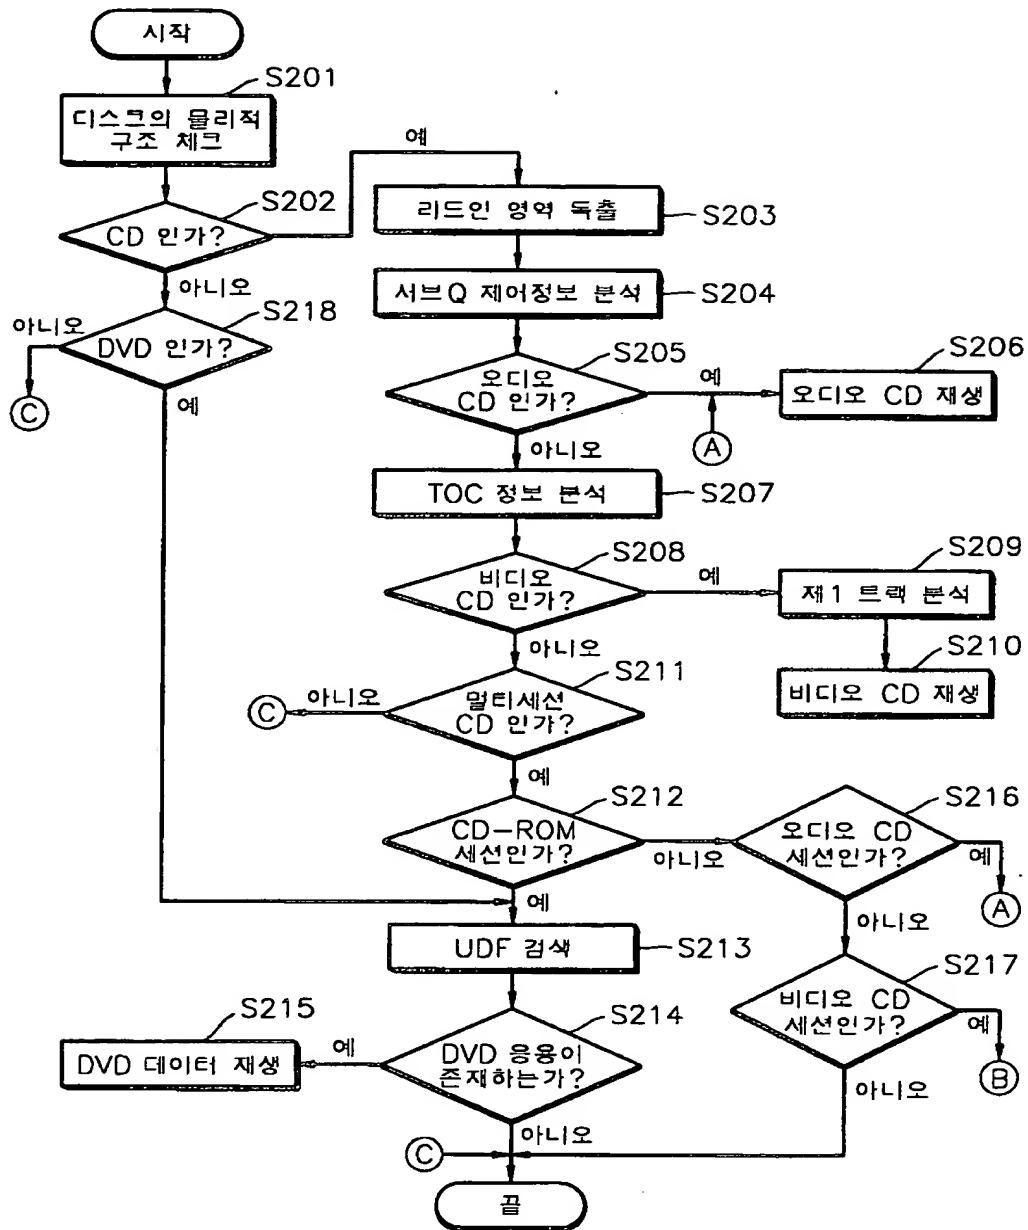 시작
S201
디스크의 물리적
구조 체크
예
S202
CD 인가?
리드인 영역 독출
S203
아니오
서브Q 제어정보 분석
S204
S218
아니오
DVD 인가?
S205
오디오
CD 인가?
예
S206
오디오 CD 재생
C
예
A
아니오
TOC 정보 분석
S207
S208
비디오
CD 인가?
예
S209
제1 트랙 분석
아니오
S210
비디오 CD 재생
S211
아니오
C
멀티세션
CD 인가?
예
S212
CD-ROM
세션인가?
아니오
S216
오디오 CD
세션인가?
예
A
예
아니오
UDF 검색
S213
S217
비디오 CD
세션인가?
예
B
S215
DVD 데이터 재생
예
S214
DVD 응용이
존재하는가?
아니오
아니오
C
끝